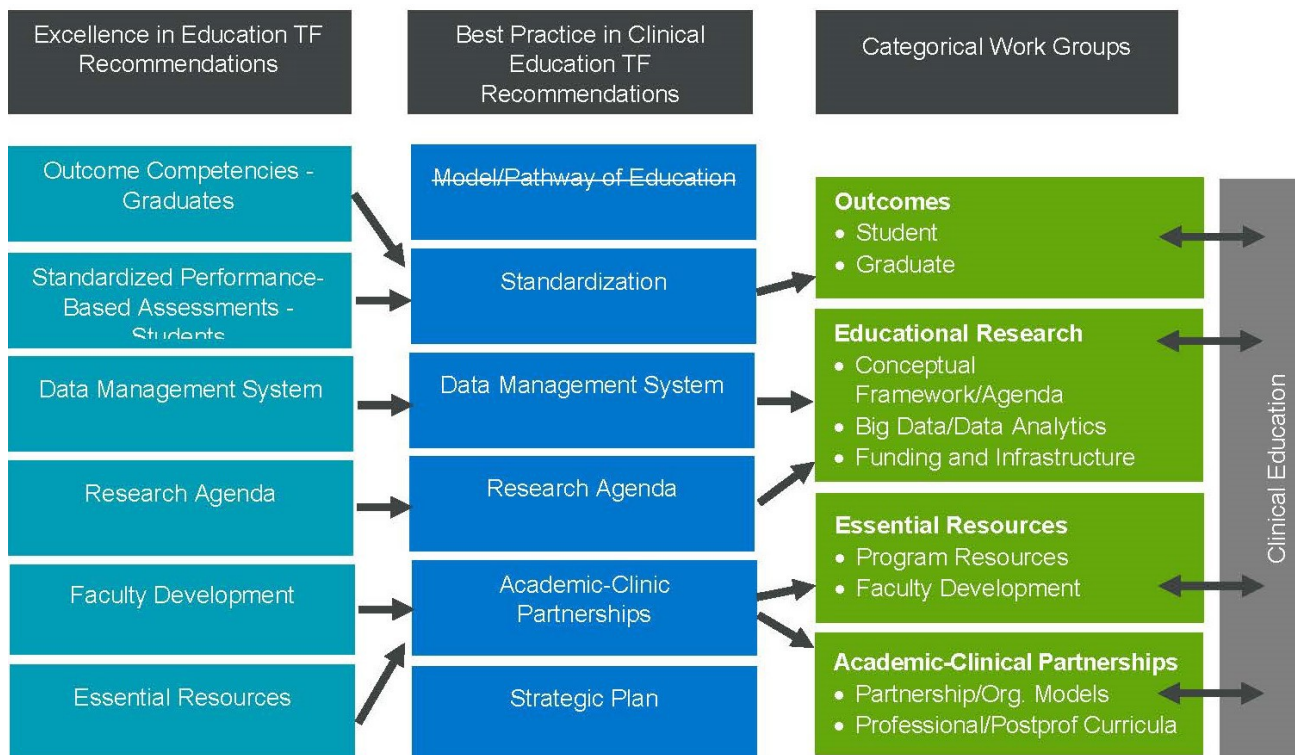 Excellence in Education TF
Recommendations
Best Practice in Clinical
Education TF
Recommendations
Categorical Work Groups
Outcome Competencies -
Graduates
Standardized Performance-
Based Assessments -
Students
Data Management System
Research Agenda
Faculty Development
Essential Resources
Model/Pathway of Education
Standardization
Data Management System
Research Agenda
Academic-Clinic
Partnerships
Strategic Plan
Outcomes
• Student
• Graduate
Educational Research
• Conceptual
Framework/Agenda
• Big Data/Data Analytics
• Funding and Infrastructure
Essential Resources
• Program Resources
• Faculty Development
Academic-Clinical Partnerships
• Partnership/Org. Models
• Professional/Postprof Curricula
Clinical Education